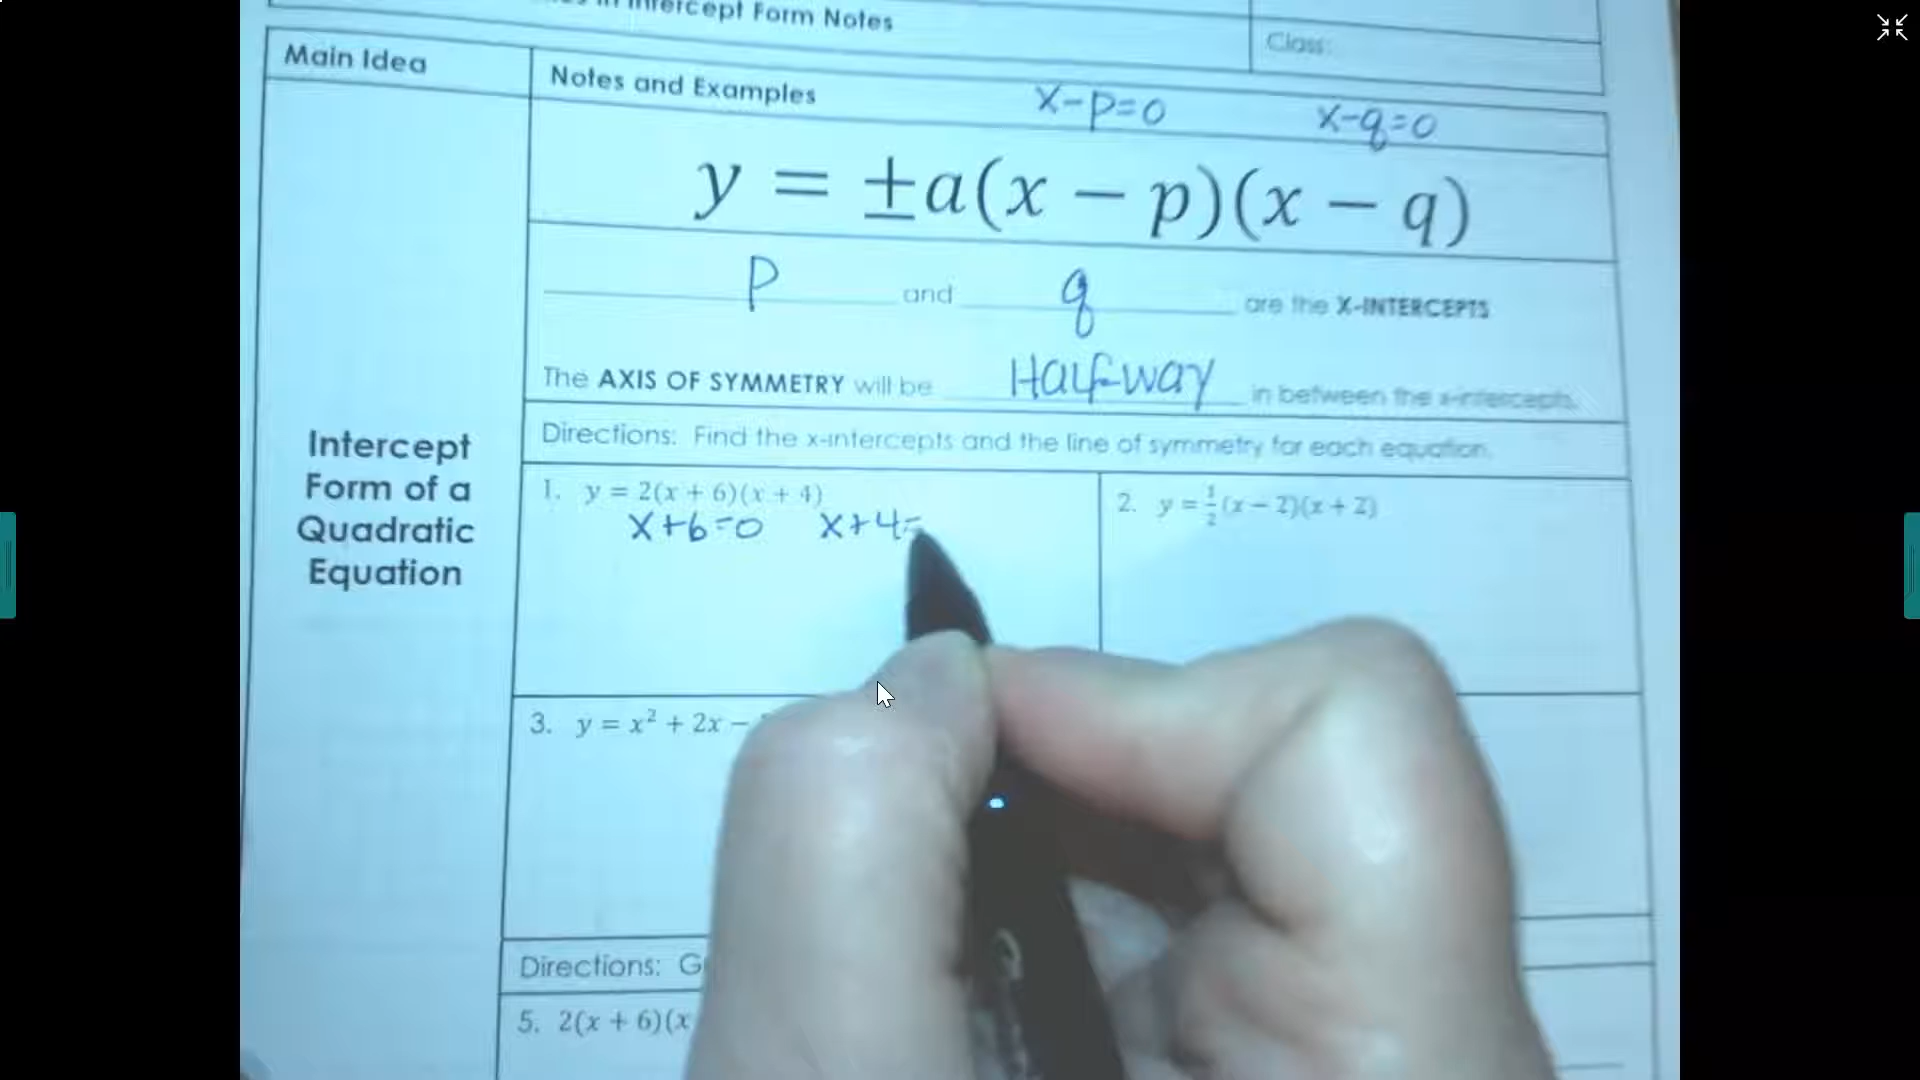 Intercept Form Notes
Class:
Main Idea
Notes and Examples
x-p=0 x-q=0
y = ±a(x − p)(x − q)
p and q are the X-INTERCEPTS
The AXIS OF SYMMETRY will be Halfway in between the x-intercepts.
Directions: Find the x-intercepts and the line of symmetry for each equation.
Intercept
Form of a
Quadratic
Equation
1. y = 2(x + 6)(x + 4)
x+6=0 x+4=
2. y = 1/2(x − 2)(x + 2)
3. y = x² + 2x −
Directions:
5. 2(x + 6)(x